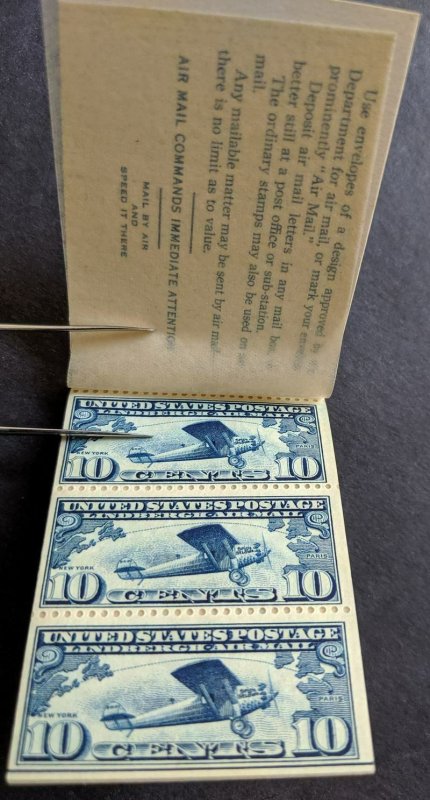 Use envelopes of a design approved by
Department for air mail, or mark your
prominently "Air Mail."
Deposit air mail letters in any mail box
better still at a post office or sub-station.
The ordinary stamps may also be used on
mail.
Any mailable matter may be sent by air mail
there is no limit as to value.
AIR MAIL COMMANDS IMMEDIATE ATTENTION
MAIL BY AIR
AND
SPEED IT THERE
UNITED STATES POSTAGE
LINDBERGH AIR MAIL
NEW YORK
PARIS
10 CENTS 10
UNITED STATES POSTAGE
LINDBERGH AIR MAIL
NEW YORK
PARIS
10 CENTS 10
UNITED STATES POSTAGE
LINDBERGH AIR MAIL
NEW YORK
PARIS
10 CENTS 10